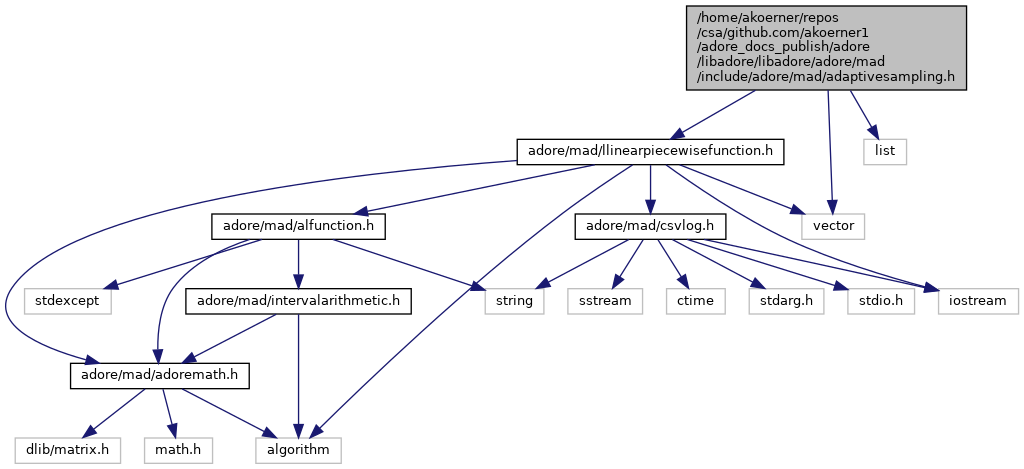 /home/akoerner/repos
/csa/github.com/akoerner1
/adore_docs_publish/adore
/libadore/libadore/adore/mad
/include/adore/mad/adaptivesampling.h
adore/mad/llinearpiecewisefunction.h
list
adore/mad/alfunction.h
adore/mad/csvlog.h
vector
stdexcept
adore/mad/intervalarithmetic.h
string
sstream
ctime
stdarg.h
stdio.h
iostream
adore/mad/adoremath.h
dlib/matrix.h
math.h
algorithm